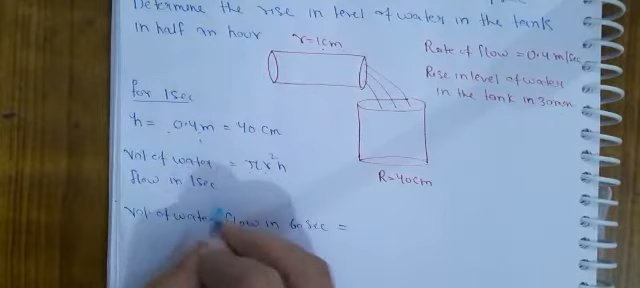 Determine the rise in level of water in the tank
in half an hour
r=1cm
Rate of flow = 0.4 m/sec
Rise in level of water
in the tank in 30min
for 1sec
h = 0.4m = 40 cm
Vol of water = πr²h
flow in 1sec
R=40cm
Vol of water flow in 60 sec =